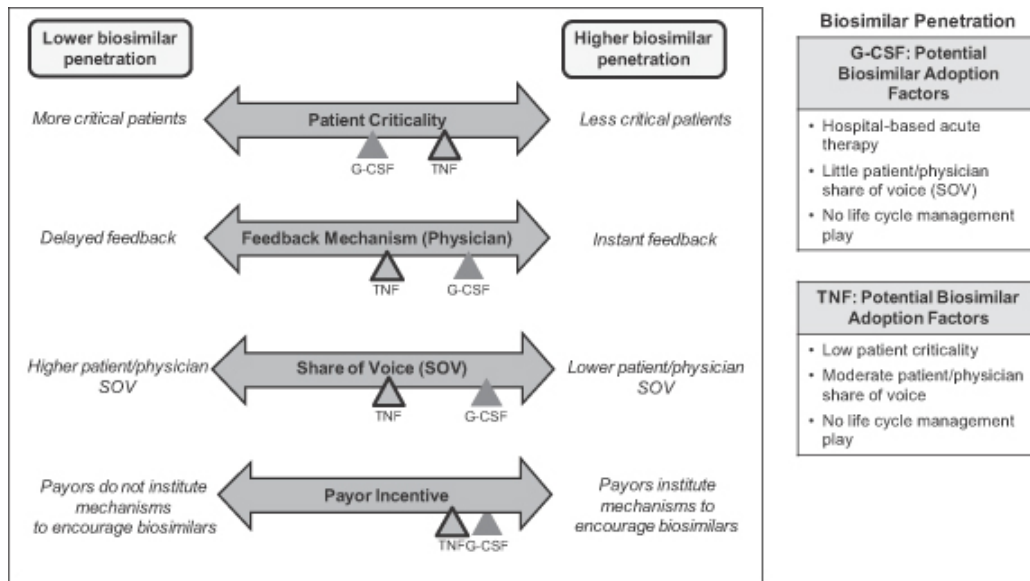 Lower biosimilar
penetration
Higher biosimilar
penetration
More critical patients
Patient Criticality
Less critical patients
G-CSF
TNF
Delayed feedback
Feedback Mechanism (Physician)
Instant feedback
TNF
G-CSF
Higher patient/physician
SOV
Share of Voice (SOV)
Lower patient/physician
SOV
TNF
G-CSF
Payors do not institute
mechanisms
to encourage biosimilars
Payor Incentive
Payors institute
mechanisms to
encourage biosimilars
TNF
G-CSF
Biosimilar Penetration
G-CSF: Potential
Biosimilar Adoption
Factors
• Hospital-based acute
therapy
• Little patient/physician
share of voice (SOV)
• No life cycle management
play
TNF: Potential Biosimilar
Adoption Factors
• Low patient criticality
• Moderate patient/physician
share of voice
• No life cycle management
play